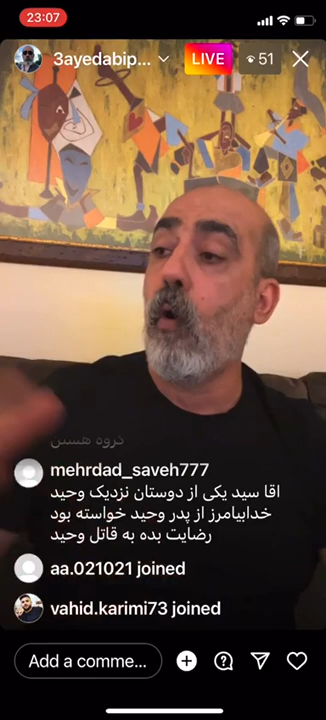 23:07
3ayedabip...
LIVE
51
گروه هستن
mehrdad_saveh777
اقا سید یکی از دوستان نزدیک وحید
خدابیامرز از پدر وحید خواسته بود
رضایت بده به قاتل وحید
aa.021021 joined
vahid.karimi73 joined
Add a comme...